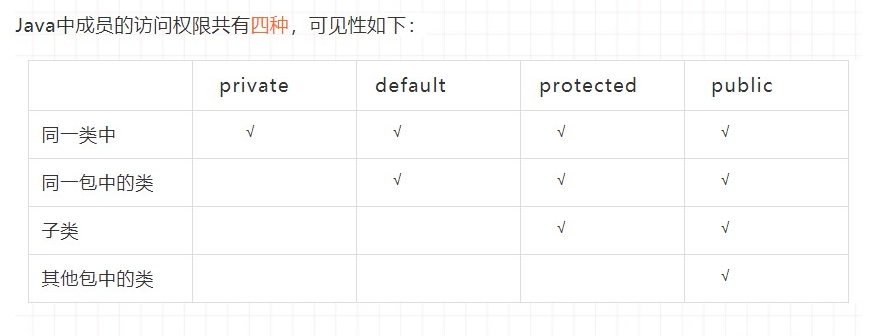 Java中成员的访问权限共有四种，可见性如下：
private default protected public
同一类中 √ √ √ √
同一包中的类 √ √ √
子类 √ √
其他包中的类 √